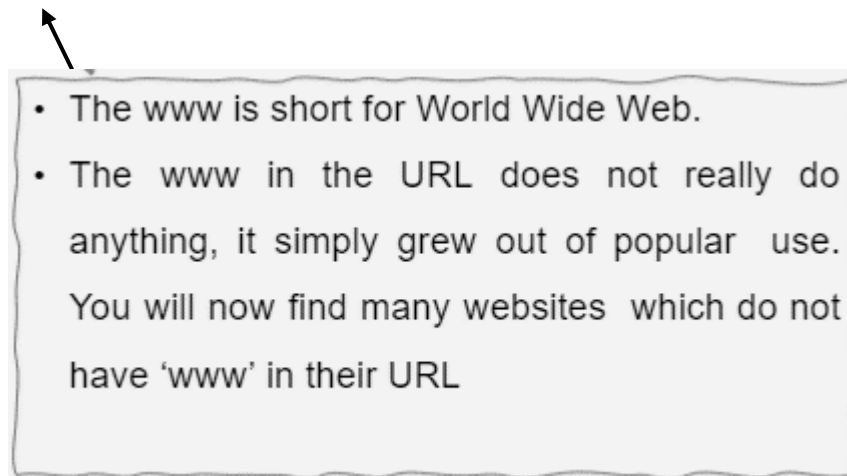 • The www is short for World Wide Web.
• The www in the URL does not really do
anything, it simply grew out of popular use.
You will now find many websites which do not
have ‘www’ in their URL